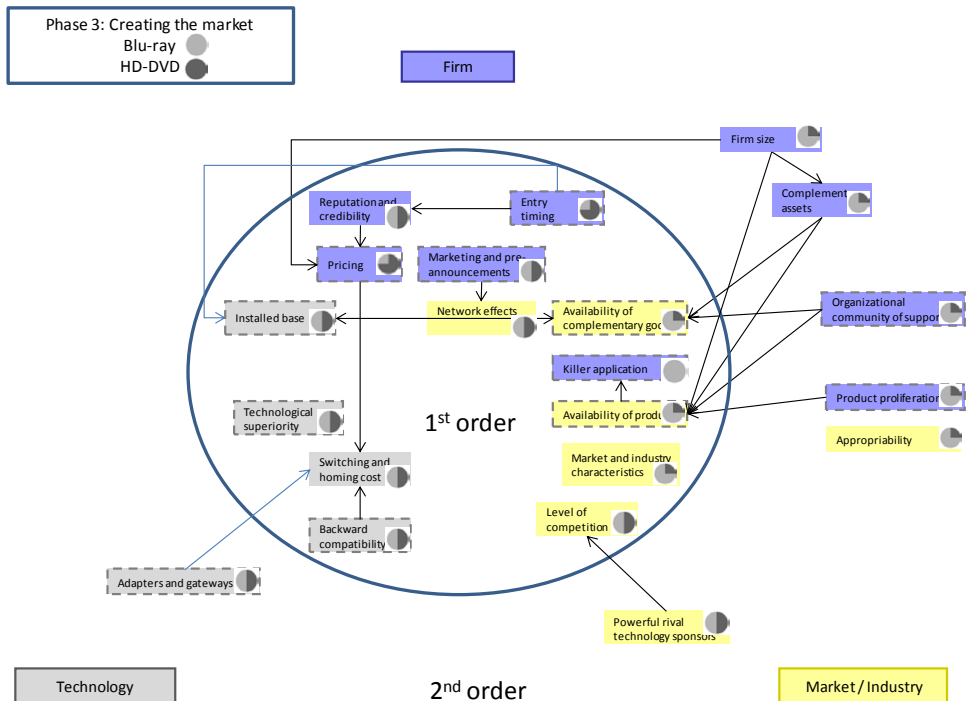 Phase 3: Creating the market
Blu-ray
HD-DVD
Firm
Firm size
Complement
assets
Reputation and
credibility
Entry
timing
Pricing
Marketing and pre-
announcements
Installed base
Network effects
Availability of
complementary goo
Organizational
community of suppor
Killer application
Product proliferation
Availability of produ
Appropriability
Technological
superiority
1st order
Market and industry
characteristics
Switching and
homing cost
Level of
competition
Backward
compatibility
Adapters and gateways
Powerful rival
technology sponsors
Technology
2nd order
Market / Industry